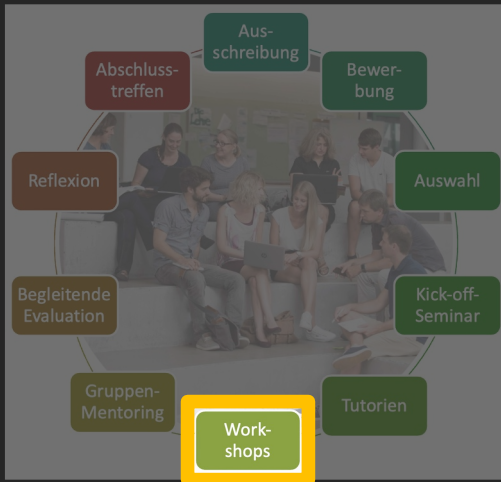 Aus-
schreibung
Bewer-
bung
Auswahl
Kick-off-
Seminar
Tutorien
Work-
shops
Gruppen-
Mentoring
Begleitende
Evaluation
Reflexion
Abschluss-
treffen